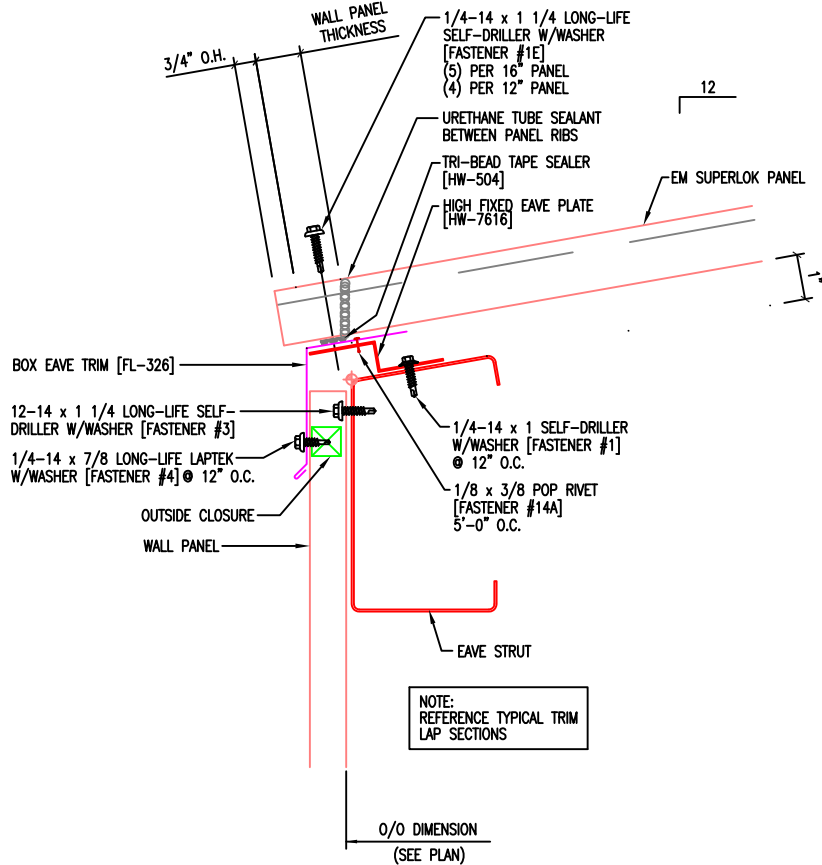 WALL PANEL
THICKNESS
3/4" O.H.
1/4-14 x 1 1/4 LONG-LIFE
SELF-DRILLER W/WASHER
[FASTENER #1E]
(5) PER 16" PANEL
(4) PER 12" PANEL
12
URETHANE TUBE SEALANT
BETWEEN PANEL RIBS
TRI-BEAD TAPE SEALER
[HW-504]
EM SUPERLOK PANEL
HIGH FIXED EAVE PLATE
[HW-7616]
1"
BOX EAVE TRIM [FL-326]
12-14 x 1 1/4 LONG-LIFE SELF-
DRILLER W/WASHER [FASTENER #3]
1/4-14 x 7/8 LONG-LIFE LAPTEK
W/WASHER [FASTENER #4] @ 12" O.C.
1/4-14 x 1 SELF-DRILLER
W/WASHER [FASTENER #1]
@ 12" O.C.
1/8 x 3/8 POP RIVET
[FASTENER #14A]
5'-0" O.C.
OUTSIDE CLOSURE
WALL PANEL
EAVE STRUT
NOTE:
REFERENCE TYPICAL TRIM
LAP SECTIONS
O/O DIMENSION
(SEE PLAN)